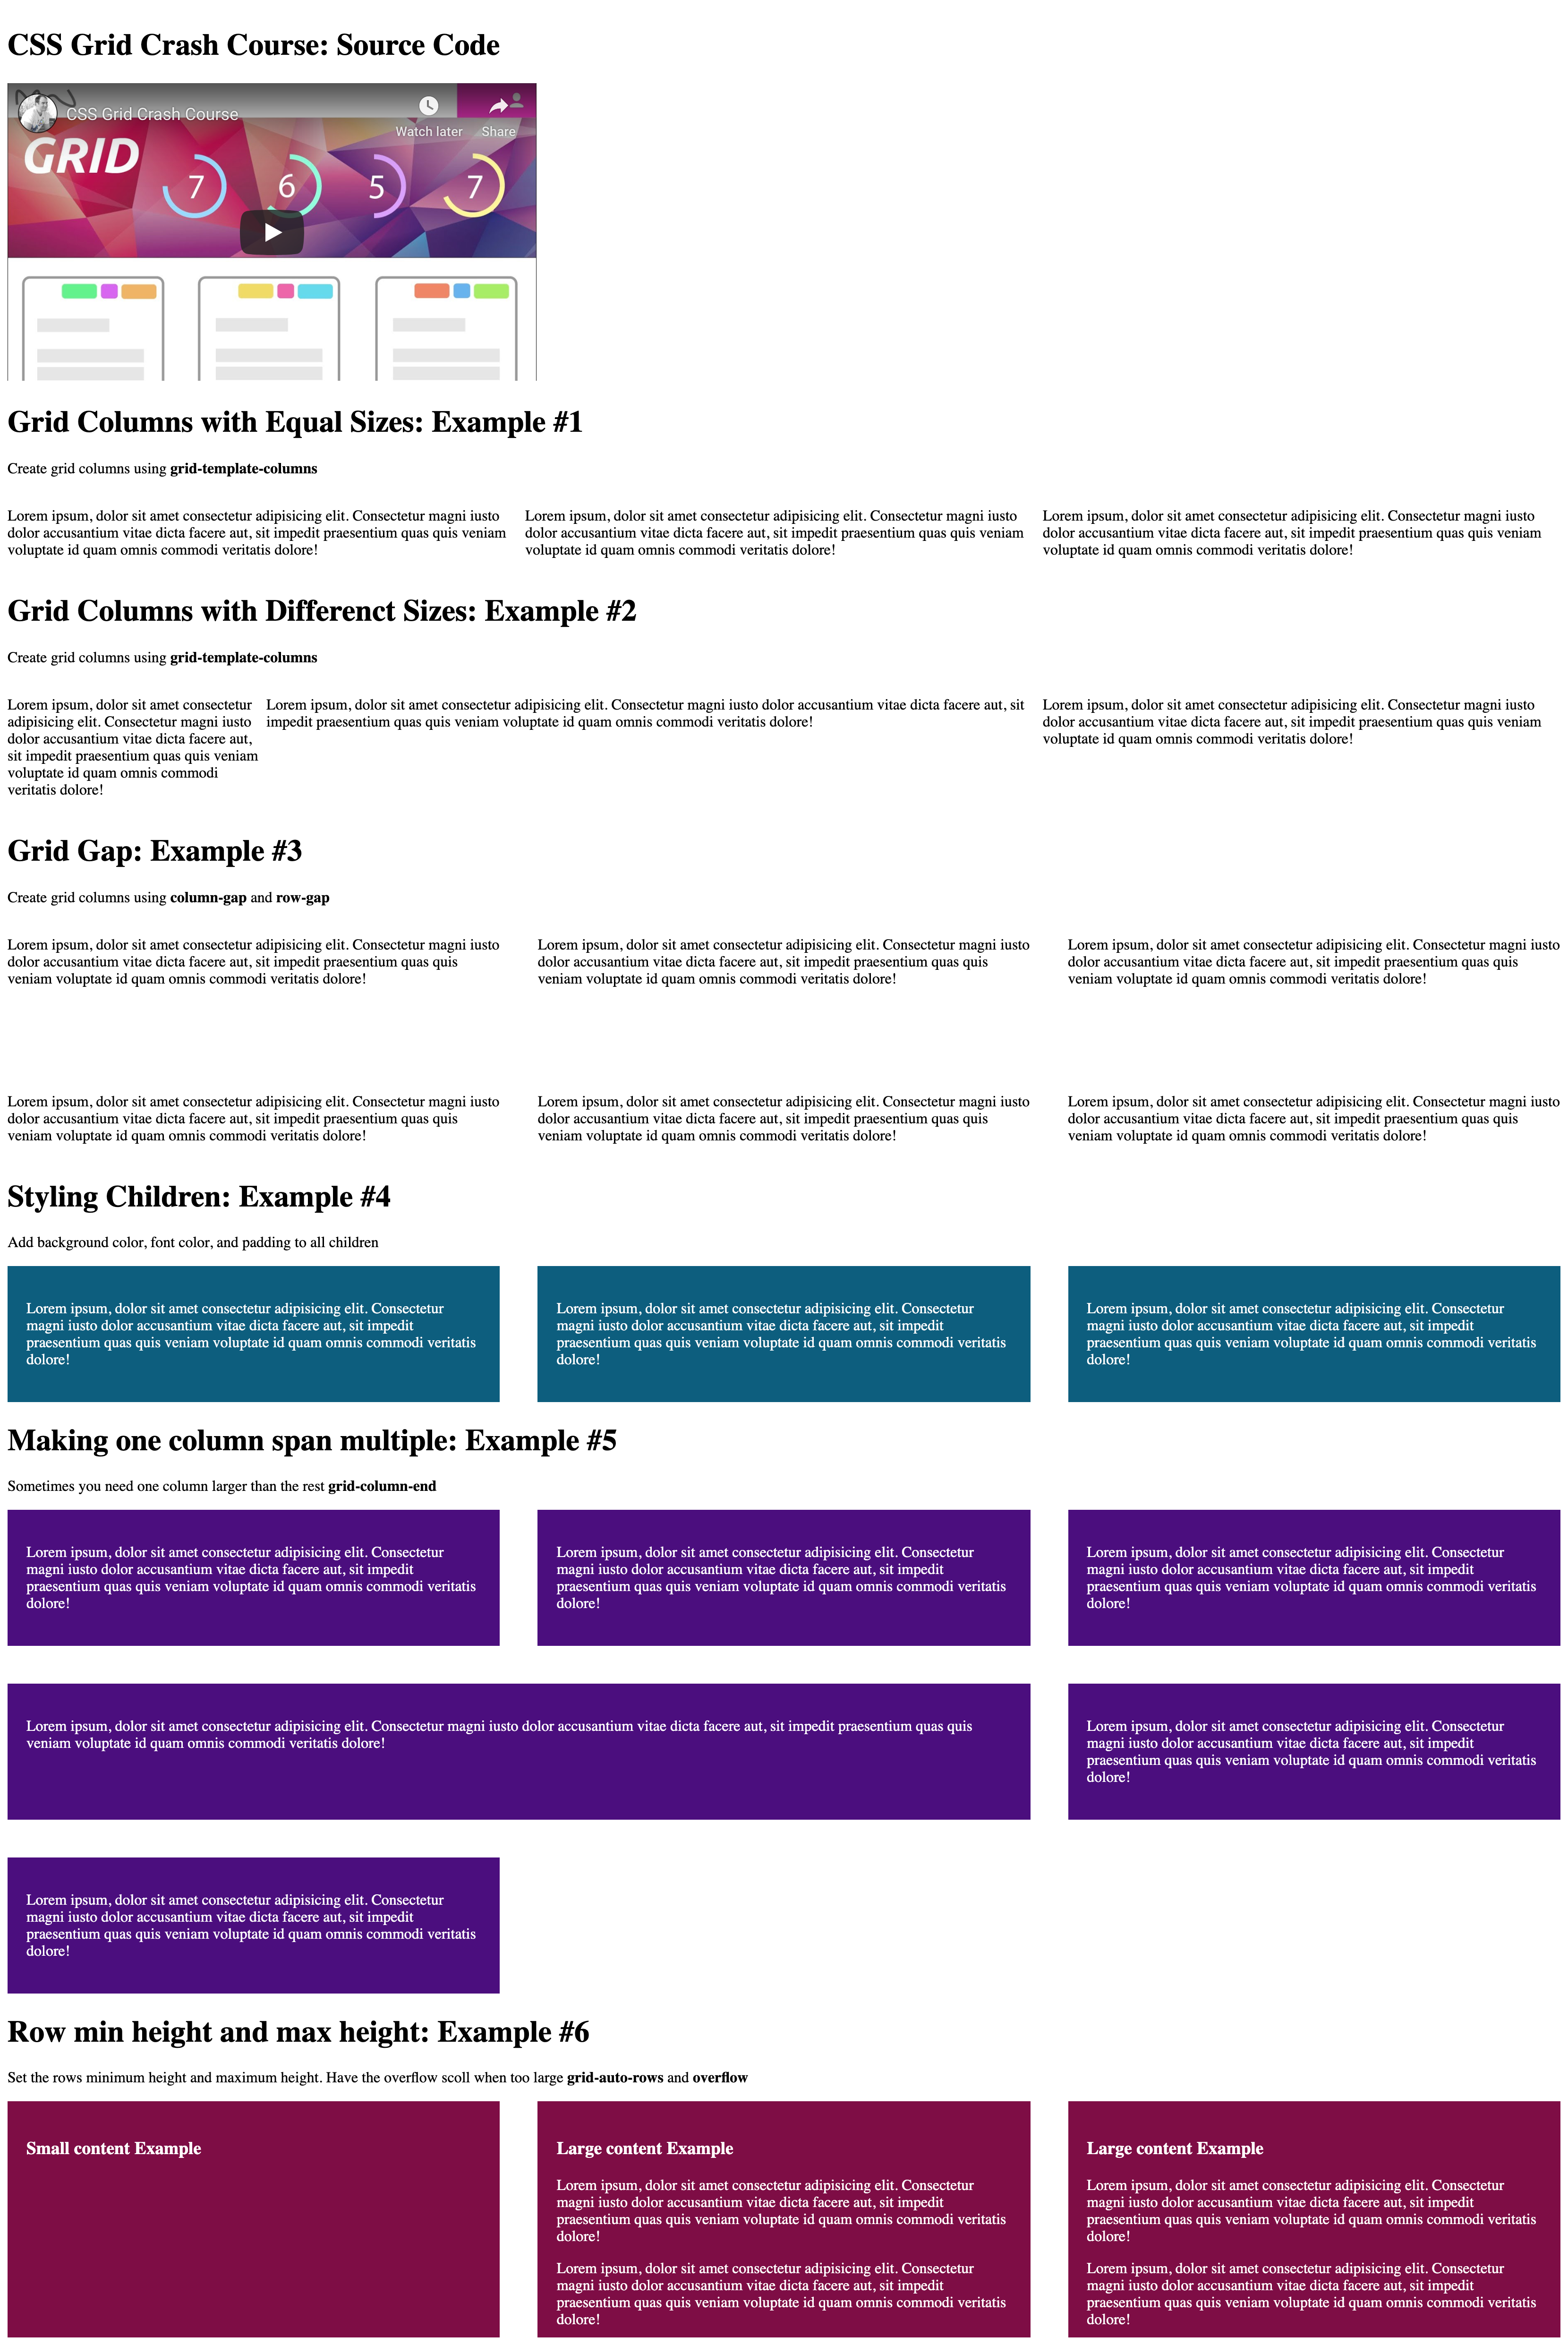 CSS Grid Crash Course: Source Code
CSS Grid Crash Course
Watch later
Share
GRID
7
6
5
7
Grid Columns with Equal Sizes: Example #1
Create grid columns using grid-template-columns
Lorem ipsum, dolor sit amet consectetur adipisicing elit. Consectetur magni iusto
dolor accusantium vitae dicta facere aut, sit impedit praesentium quas quis veniam
voluptate id quam omnis commodi veritatis dolore!
Lorem ipsum, dolor sit amet consectetur adipisicing elit. Consectetur magni iusto
dolor accusantium vitae dicta facere aut, sit impedit praesentium quas quis veniam
voluptate id quam omnis commodi veritatis dolore!
Lorem ipsum, dolor sit amet consectetur adipisicing elit. Consectetur magni iusto
dolor accusantium vitae dicta facere aut, sit impedit praesentium quas quis veniam
voluptate id quam omnis commodi veritatis dolore!
Grid Columns with Differenct Sizes: Example #2
Create grid columns using grid-template-columns
Lorem ipsum, dolor sit amet consectetur
adipisicing elit. Consectetur magni iusto
dolor accusantium vitae dicta facere aut,
sit impedit praesentium quas quis veniam
voluptate id quam omnis commodi
veritatis dolore!
Lorem ipsum, dolor sit amet consectetur adipisicing elit. Consectetur magni iusto dolor accusantium vitae dicta facere aut, sit
impedit praesentium quas quis veniam voluptate id quam omnis commodi veritatis dolore!
Lorem ipsum, dolor sit amet consectetur adipisicing elit. Consectetur magni iusto
dolor accusantium vitae dicta facere aut, sit impedit praesentium quas quis veniam
voluptate id quam omnis commodi veritatis dolore!
Grid Gap: Example #3
Create grid columns using column-gap and row-gap
Lorem ipsum, dolor sit amet consectetur adipisicing elit. Consectetur magni iusto
dolor accusantium vitae dicta facere aut, sit impedit praesentium quas quis
veniam voluptate id quam omnis commodi veritatis dolore!
Lorem ipsum, dolor sit amet consectetur adipisicing elit. Consectetur magni iusto
dolor accusantium vitae dicta facere aut, sit impedit praesentium quas quis
veniam voluptate id quam omnis commodi veritatis dolore!
Lorem ipsum, dolor sit amet consectetur adipisicing elit. Consectetur magni iusto
dolor accusantium vitae dicta facere aut, sit impedit praesentium quas quis
veniam voluptate id quam omnis commodi veritatis dolore!
Lorem ipsum, dolor sit amet consectetur adipisicing elit. Consectetur magni iusto
dolor accusantium vitae dicta facere aut, sit impedit praesentium quas quis
veniam voluptate id quam omnis commodi veritatis dolore!
Lorem ipsum, dolor sit amet consectetur adipisicing elit. Consectetur magni iusto
dolor accusantium vitae dicta facere aut, sit impedit praesentium quas quis
veniam voluptate id quam omnis commodi veritatis dolore!
Lorem ipsum, dolor sit amet consectetur adipisicing elit. Consectetur magni iusto
dolor accusantium vitae dicta facere aut, sit impedit praesentium quas quis
veniam voluptate id quam omnis commodi veritatis dolore!
Styling Children: Example #4
Add background color, font color, and padding to all children
Lorem ipsum, dolor sit amet consectetur adipisicing elit. Consectetur
magni iusto dolor accusantium vitae dicta facere aut, sit impedit
praesentium quas quis veniam voluptate id quam omnis commodi veritatis
dolore!
Lorem ipsum, dolor sit amet consectetur adipisicing elit. Consectetur
magni iusto dolor accusantium vitae dicta facere aut, sit impedit
praesentium quas quis veniam voluptate id quam omnis commodi veritatis
dolore!
Lorem ipsum, dolor sit amet consectetur adipisicing elit. Consectetur
magni iusto dolor accusantium vitae dicta facere aut, sit impedit
praesentium quas quis veniam voluptate id quam omnis commodi veritatis
dolore!
Making one column span multiple: Example #5
Sometimes you need one column larger than the rest grid-column-end
Lorem ipsum, dolor sit amet consectetur adipisicing elit. Consectetur
magni iusto dolor accusantium vitae dicta facere aut, sit impedit
praesentium quas quis veniam voluptate id quam omnis commodi veritatis
dolore!
Lorem ipsum, dolor sit amet consectetur adipisicing elit. Consectetur
magni iusto dolor accusantium vitae dicta facere aut, sit impedit
praesentium quas quis veniam voluptate id quam omnis commodi veritatis
dolore!
Lorem ipsum, dolor sit amet consectetur adipisicing elit. Consectetur
magni iusto dolor accusantium vitae dicta facere aut, sit impedit
praesentium quas quis veniam voluptate id quam omnis commodi veritatis
dolore!
Lorem ipsum, dolor sit amet consectetur adipisicing elit. Consectetur magni iusto dolor accusantium vitae dicta facere aut, sit impedit praesentium quas quis
veniam voluptate id quam omnis commodi veritatis dolore!
Lorem ipsum, dolor sit amet consectetur adipisicing elit. Consectetur
magni iusto dolor accusantium vitae dicta facere aut, sit impedit
praesentium quas quis veniam voluptate id quam omnis commodi veritatis
dolore!
Lorem ipsum, dolor sit amet consectetur adipisicing elit. Consectetur
magni iusto dolor accusantium vitae dicta facere aut, sit impedit
praesentium quas quis veniam voluptate id quam omnis commodi veritatis
dolore!
Row min height and max height: Example #6
Set the rows minimum height and maximum height. Have the overflow scoll when too large grid-auto-rows and overflow
Small content Example
Large content Example
Lorem ipsum, dolor sit amet consectetur adipisicing elit. Consectetur
magni iusto dolor accusantium vitae dicta facere aut, sit impedit
praesentium quas quis veniam voluptate id quam omnis commodi veritatis
dolore!
Lorem ipsum, dolor sit amet consectetur adipisicing elit. Consectetur
magni iusto dolor accusantium vitae dicta facere aut, sit impedit
praesentium quas quis veniam voluptate id quam omnis commodi veritatis
dolore!
Large content Example
Lorem ipsum, dolor sit amet consectetur adipisicing elit. Consectetur
magni iusto dolor accusantium vitae dicta facere aut, sit impedit
praesentium quas quis veniam voluptate id quam omnis commodi veritatis
dolore!
Lorem ipsum, dolor sit amet consectetur adipisicing elit. Consectetur
magni iusto dolor accusantium vitae dicta facere aut, sit impedit
praesentium quas quis veniam voluptate id quam omnis commodi veritatis
dolore!